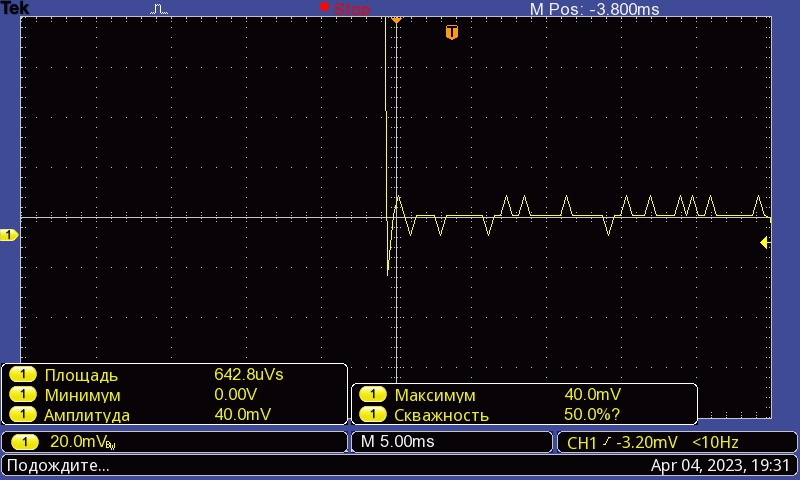 Tek Stop M Pos: -3.800ms
T
1
1 Площадь 642.8uVs
1 Минимум 0.00V
1 Амплитуда 40.0mV
1 Максимум 40.0mV
1 Скважность 50.0%?
1 20.0mVBW M 5.00ms CH1 -3.20mV <10Hz
Подождите... Apr 04, 2023, 19:31